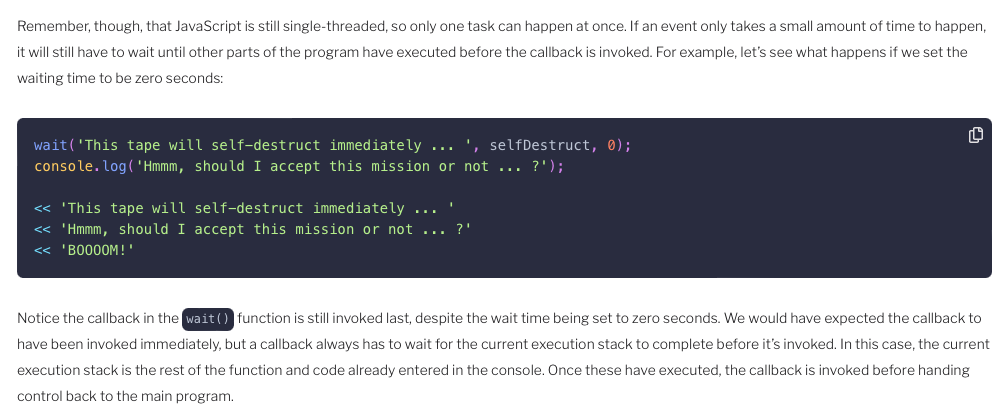 Remember, though, that JavaScript is still single-threaded, so only one task can happen at once. If an event only takes a small amount of time to happen,
it will still have to wait until other parts of the program have executed before the callback is invoked. For example, let's see what happens if we set the
waiting time to be zero seconds:
wait('This tape will self-destruct immediately ... ', selfDestruct, 0);
console.log('Hmmm, should I accept this mission or not ... ?');
<< 'This tape will self-destruct immediately ... '
<< 'Hmmm, should I accept this mission or not ... ?'
<< 'BOOOOM!'
Notice the callback in the wait() function is still invoked last, despite the wait time being set to zero seconds. We would have expected the callback to
have been invoked immediately, but a callback always has to wait for the current execution stack to complete before it's invoked. In this case, the current
execution stack is the rest of the function and code already entered in the console. Once these have executed, the callback is invoked before handing
control back to the main program.